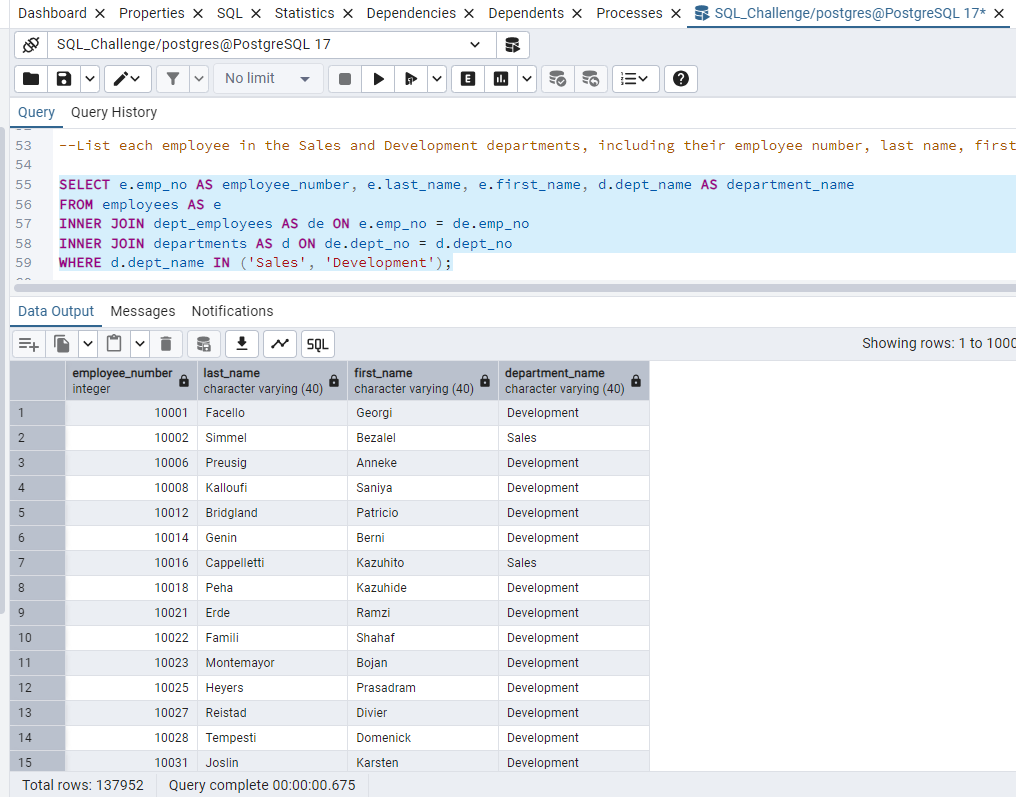 Dashboard Properties SQL Statistics Dependencies Dependents Processes SQL_Challenge/postgres@PostgreSQL 17*
SQL_Challenge/postgres@PostgreSQL 17
No limit
Query Query History
53 --List each employee in the Sales and Development departments, including their employee number, last name, first
54
55 SELECT e.emp_no AS employee_number, e.last_name, e.first_name, d.dept_name AS department_name
56 FROM employees AS e
57 INNER JOIN dept_employees AS de ON e.emp_no = de.emp_no
58 INNER JOIN departments AS d ON de.dept_no = d.dept_no
59 WHERE d.dept_name IN ('Sales', 'Development');
Data Output Messages Notifications
SQL Showing rows: 1 to 1000
employee_number last_name first_name department_name
integer character varying (40) character varying (40) character varying (40)
1 10001 Facello Georgi Development
2 10002 Simmel Bezalel Sales
3 10006 Preusig Anneke Development
4 10008 Kalloufi Saniya Development
5 10012 Bridgland Patricio Development
6 10014 Genin Berni Development
7 10016 Cappelletti Kazuhito Sales
8 10018 Peha Kazuhide Development
9 10021 Erde Ramzi Development
10 10022 Famili Shahaf Development
11 10023 Montemayor Bojan Development
12 10025 Heyers Prasadram Development
13 10027 Reistad Divier Development
14 10028 Tempesti Domenick Development
15 10031 Joslin Karsten Development
Total rows: 137952 Query complete 00:00:00.675